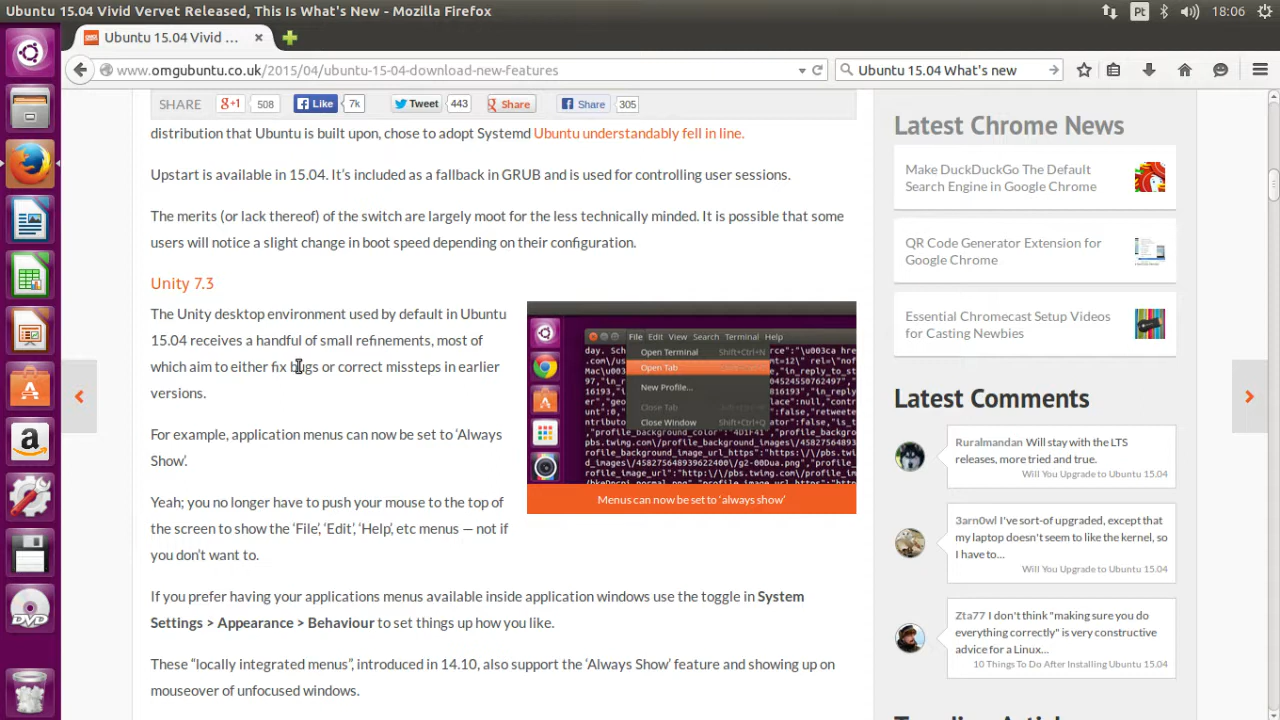 Ubuntu 15.04 Vivid Vervet Released, This Is What's New - Mozilla Firefox
Pt
18:06
Ubuntu 15.04 Vivid ...
www.omgubuntu.co.uk/2015/04/ubuntu-15-04-download-new-features
Ubuntu 15.04 What's new
SHARE
+1 508
Like 7k
Tweet 443
Share
Share 305
distribution that Ubuntu is built upon, chose to adopt Systemd Ubuntu understandably fell in line.
Upstart is available in 15.04. It's included as a fallback in GRUB and is used for controlling user sessions.
The merits (or lack thereof) of the switch are largely moot for the less technically minded. It is possible that some
users will notice a slight change in boot speed depending on their configuration.
Unity 7.3
The Unity desktop environment used by default in Ubuntu
15.04 receives a handful of small refinements, most of
which aim to either fix bugs or correct missteps in earlier
versions.
For example, application menus can now be set to ‘Always
Show’.
Yeah; you no longer have to push your mouse to the top of
the screen to show the ‘File’, ‘Edit’, ‘Help’, etc menus — not if
you don’t want to.
File Edit View Search Terminal Help
Open Terminal Shift+Ctrl+N
Open Tab
New Profile...
Close Tab
Close Window Shift+Ctrl+Q
Menus can now be set to ‘always show’
If you prefer having your applications menus available inside application windows use the toggle in System
Settings > Appearance > Behaviour to set things up how you like.
These “locally integrated menus”, introduced in 14.10, also support the ‘Always Show’ feature and showing up on
mouseover of unfocused windows.
Latest Chrome News
Make DuckDuckGo The Default
Search Engine in Google Chrome
QR Code Generator Extension for
Google Chrome
Essential Chromecast Setup Videos
for Casting Newbies
Latest Comments
Ruralmandan Will stay with the LTS
releases, more tried and true.
Will You Upgrade to Ubuntu 15.04
3arn0wl I've sort-of upgraded, except that
my laptop doesn't seem to like the kernel, so
I have to...
Will You Upgrade to Ubuntu 15.04
Zta77 I don't think "making sure you do
everything correctly" is very constructive
advice for a Linux...
10 Things To Do After Installing Ubuntu 15.04
DVD